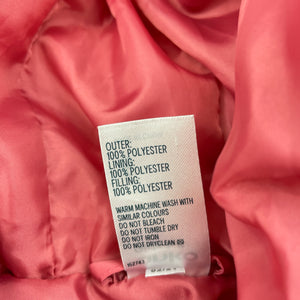 OUTER:
100% POLYESTER
LINING:
100% POLYESTER
FILLING:
100% POLYESTER
WARM MACHINE WASH WITH
SIMILAR COLOURS
DO NOT BLEACH
DO NOT TUMBLE DRY
DO NOT IRON
DO NOT DRYCLEAN